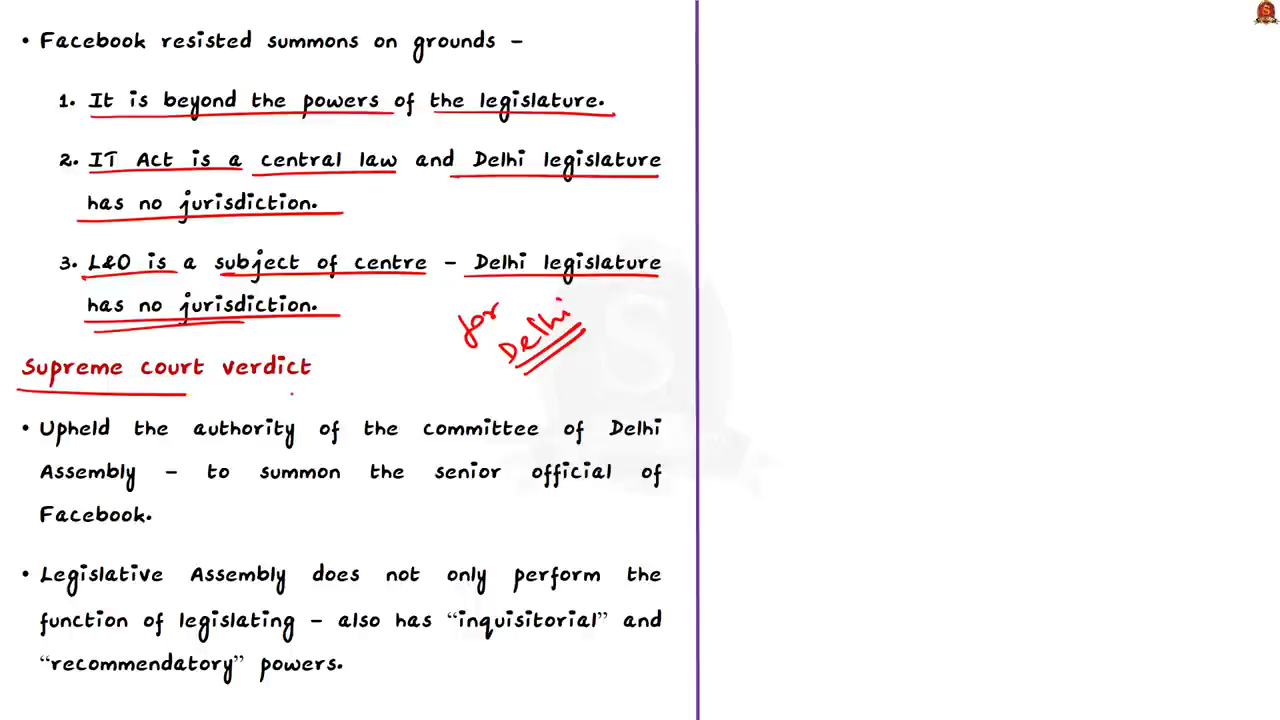 • Facebook resisted summons on grounds –
1. It is beyond the powers of the legislature.
2. IT Act is a central law and Delhi legislature
has no jurisdiction.
3. L&O is a subject of centre – Delhi legislature
has no jurisdiction.
for
Delhi
Supreme court verdict
• Upheld the authority of the committee of Delhi
Assembly – to summon the senior official of
Facebook.
• Legislative Assembly does not only perform the
function of legislating – also has “inquisitorial” and
“recommendatory” powers.